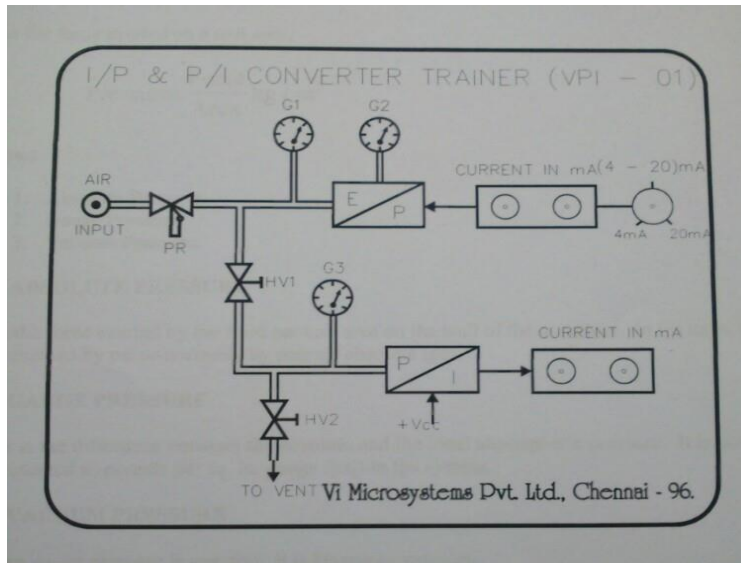 I/P & P/I CONVERTER TRAINER (VPI - 01)
G1
G2
CURRENT IN mA(4 - 20)mA
AIR
E
P
INPUT
PR
4mA
20mA
G3
HV1
CURRENT IN mA
P
I
+Vcc
HV2
TO VENT
Vi Microsystems Pvt. Ltd., Chennai - 96.